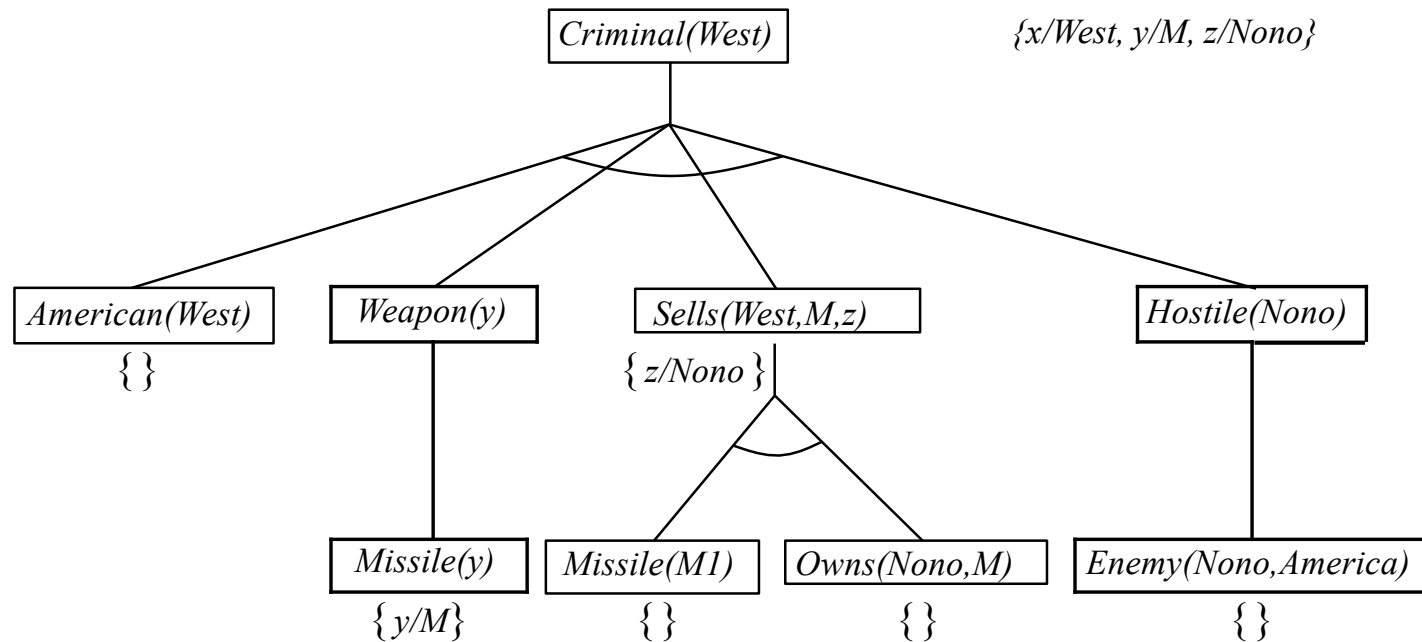 Criminal(West)
{x/West, y/M, z/Nono}
American(West)
Weapon(y)
Sells(West,M,z)
Hostile(Nono)
{ }
{ z/Nono }
Missile(y)
Missile(M1)
Owns(Nono,M)
Enemy(Nono,America)
{ y/M}
{ }
{ }
{ }